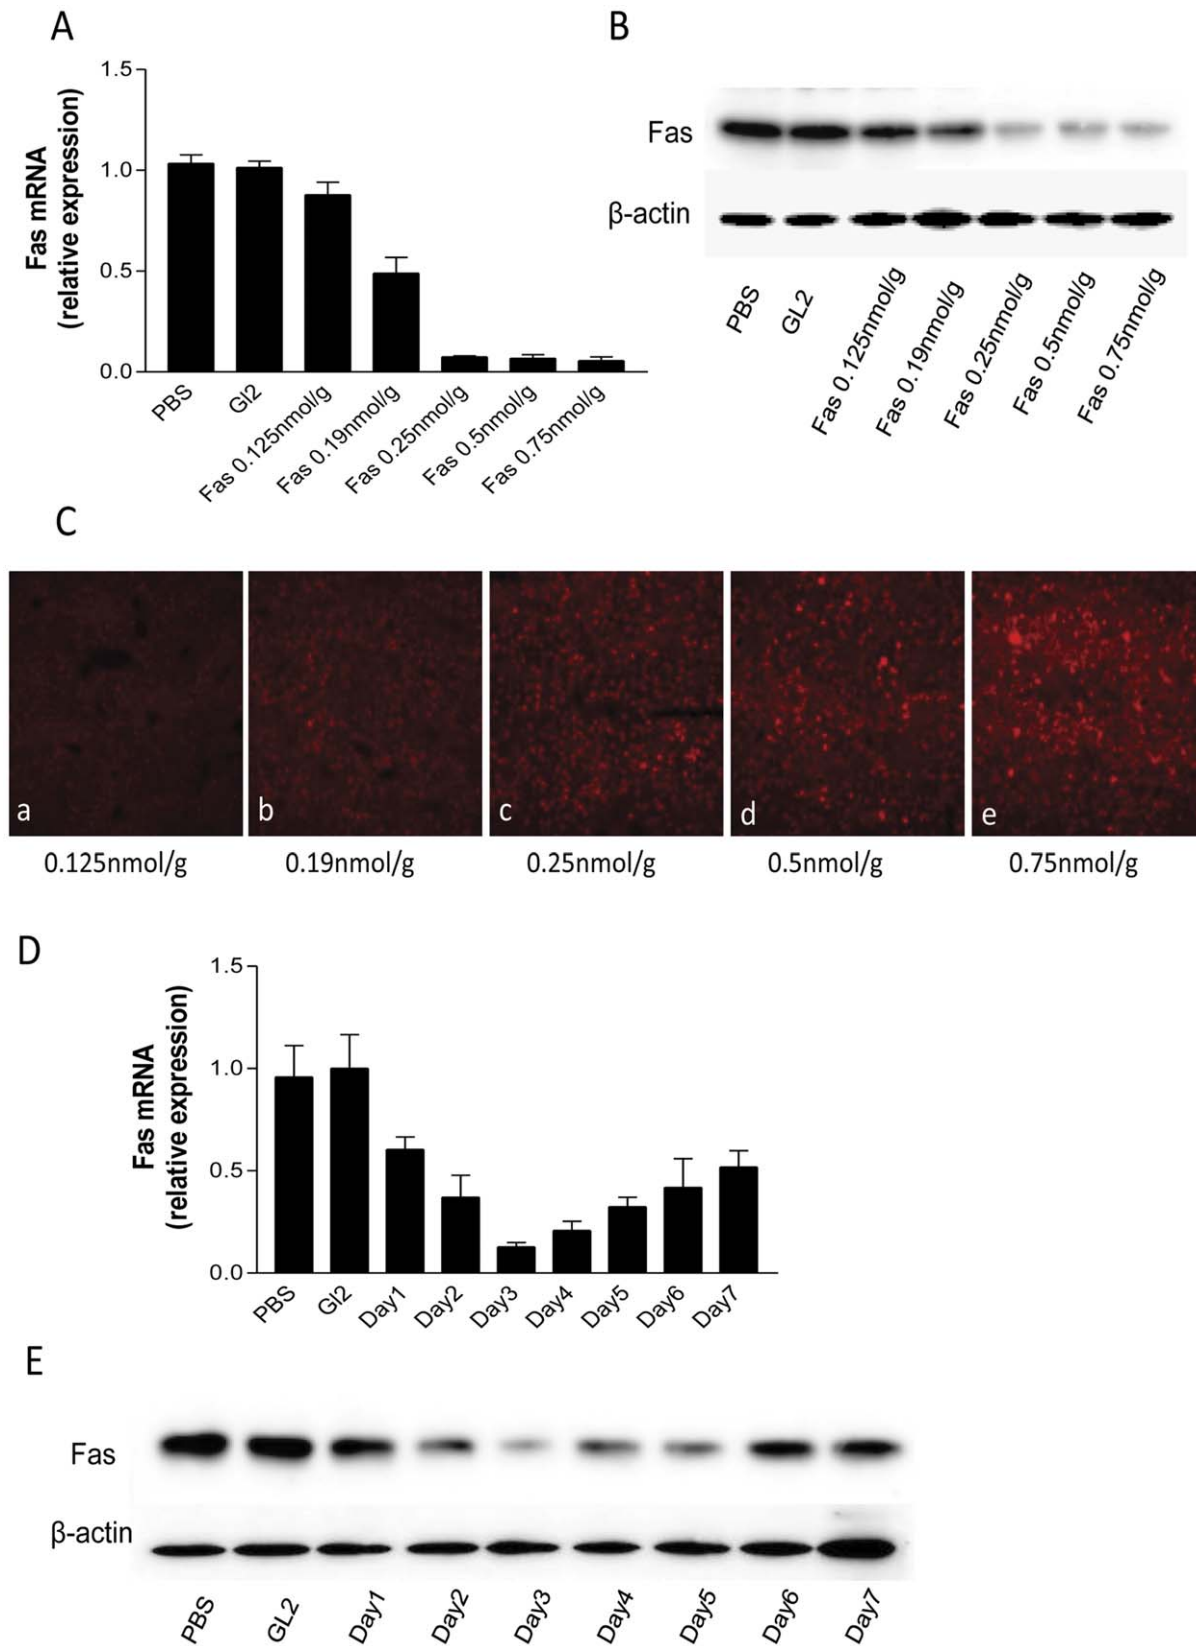 A
1.5
1.0
0.5
0.0
Fas mRNA
(relative expression)
PBS
Gl2
Fas 0.125nmol/g
Fas 0.19nmol/g
Fas 0.25nmol/g
Fas 0.5nmol/g
Fas 0.75nmol/g
B
Fas
β-actin
PBS
GL2
Fas 0.125nmol/g
Fas 0.19nmol/g
Fas 0.25nmol/g
Fas 0.5nmol/g
Fas 0.75nmol/g
C
a
b
c
d
e
0.125nmol/g
0.19nmol/g
0.25nmol/g
0.5nmol/g
0.75nmol/g
D
1.5
1.0
0.5
0.0
Fas mRNA
(relative expression)
PBS
Gl2
Day1
Day2
Day3
Day4
Day5
Day6
Day7
E
Fas
β-actin
PBS
GL2
Day1
Day2
Day3
Day4
Day5
Day6
Day7